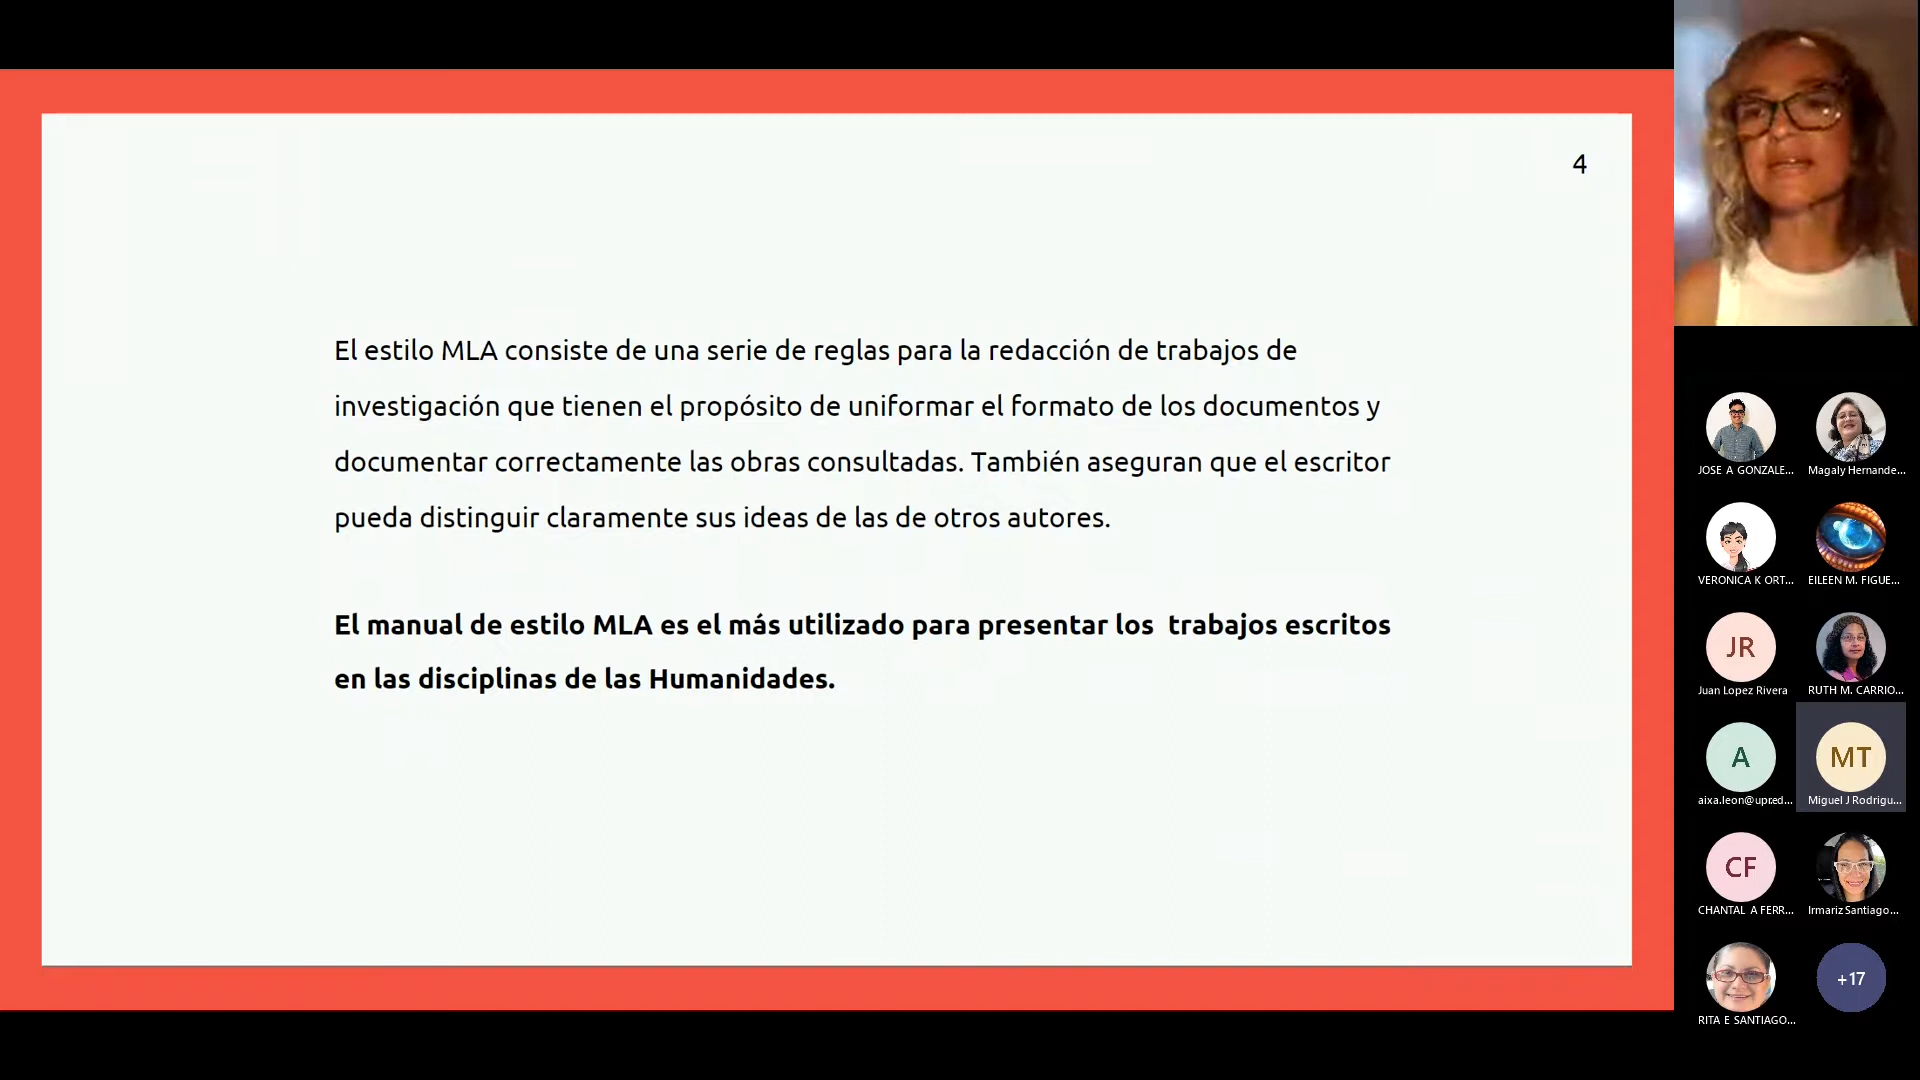 4
El estilo MLA consiste de una serie de reglas para la redacción de trabajos de
investigación que tienen el propósito de uniformar el formato de los documentos y
documentar correctamente las obras consultadas. También aseguran que el escritor
pueda distinguir claramente sus ideas de las de otros autores.
El manual de estilo MLA es el más utilizado para presentar los  trabajos escritos
en las disciplinas de las Humanidades.
JOSE A GONZALE...
Magaly Hernande...
VERONICA K ORT...
EILEEN M. FIGUE...
JR
Juan Lopez Rivera
RUTH M. CARRIO...
A
aixa.leon@upr.ed...
MT
Miguel J Rodrigu...
CF
CHANTAL A FERR...
Irmariz Santiago...
RITA E SANTIAGO...
+17